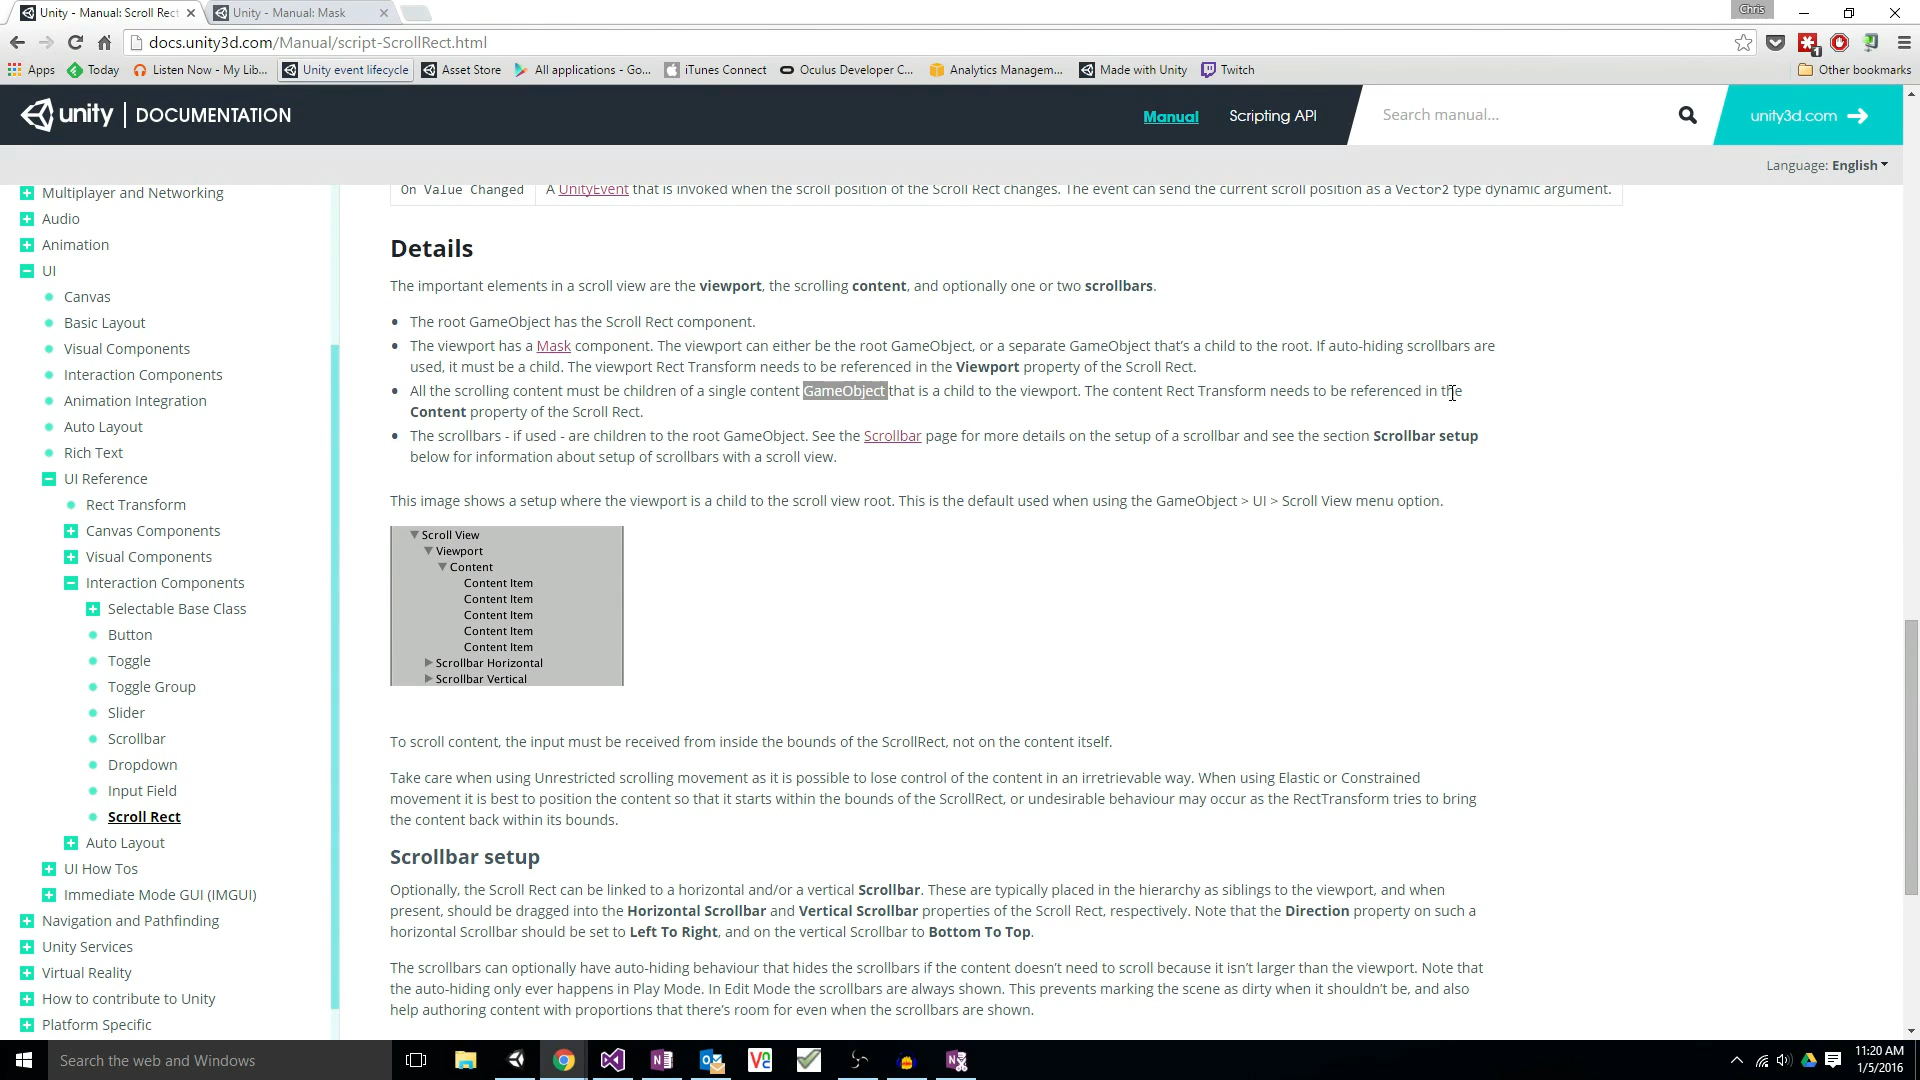 Unity - Manual: Scroll Rect
Unity - Manual: Mask
Chris
docs.unity3d.com/Manual/script-ScrollRect.html
Apps
Today
Listen Now - My Lib...
Unity event lifecycle
Asset Store
All applications - Go...
iTunes Connect
Oculus Developer C...
Analytics Managem...
Made with Unity
Twitch
Other bookmarks
unity | DOCUMENTATION
Manual
Scripting API
Search manual...
unity3d.com
Language: English
Multiplayer and Networking
Audio
Animation
UI
Canvas
Basic Layout
Visual Components
Interaction Components
Animation Integration
Auto Layout
Rich Text
UI Reference
Rect Transform
Canvas Components
Visual Components
Interaction Components
Selectable Base Class
Button
Toggle
Toggle Group
Slider
Scrollbar
Dropdown
Input Field
Scroll Rect
Auto Layout
UI How Tos
Immediate Mode GUI (IMGUI)
Navigation and Pathfinding
Unity Services
Virtual Reality
How to contribute to Unity
Platform Specific
On Value Changed
A UnityEvent that is invoked when the scroll position of the Scroll Rect changes. The event can send the current scroll position as a Vector2 type dynamic argument.
Details
The important elements in a scroll view are the viewport, the scrolling content, and optionally one or two scrollbars.
The root GameObject has the Scroll Rect component.
The viewport has a Mask component. The viewport can either be the root GameObject, or a separate GameObject that's a child to the root. If auto-hiding scrollbars are
used, it must be a child. The viewport Rect Transform needs to be referenced in the Viewport property of the Scroll Rect.
All the scrolling content must be children of a single content GameObject that is a child to the viewport. The content Rect Transform needs to be referenced in the
Content property of the Scroll Rect.
The scrollbars - if used - are children to the root GameObject. See the Scrollbar page for more details on the setup of a scrollbar and see the section Scrollbar setup
below for information about setup of scrollbars with a scroll view.
This image shows a setup where the viewport is a child to the scroll view root. This is the default used when using the GameObject > UI > Scroll View menu option.
Scroll View
Viewport
Content
Content Item
Content Item
Content Item
Content Item
Content Item
Scrollbar Horizontal
Scrollbar Vertical
To scroll content, the input must be received from inside the bounds of the ScrollRect, not on the content itself.
Take care when using Unrestricted scrolling movement as it is possible to lose control of the content in an irretrievable way. When using Elastic or Constrained
movement it is best to position the content so that it starts within the bounds of the ScrollRect, or undesirable behaviour may occur as the RectTransform tries to bring
the content back within its bounds.
Scrollbar setup
Optionally, the Scroll Rect can be linked to a horizontal and/or a vertical Scrollbar. These are typically placed in the hierarchy as siblings to the viewport, and when
present, should be dragged into the Horizontal Scrollbar and Vertical Scrollbar properties of the Scroll Rect, respectively. Note that the Direction property on such a
horizontal Scrollbar should be set to Left To Right, and on the vertical Scrollbar to Bottom To Top.
The scrollbars can optionally have auto-hiding behaviour that hides the scrollbars if the content doesn't need to scroll because it isn't larger than the viewport. Note that
the auto-hiding only ever happens in Play Mode. In Edit Mode the scrollbars are always shown. This prevents marking the scene as dirty when it shouldn't be, and also
help authoring content with proportions that there's room for even when the scrollbars are shown.
Search the web and Windows
11:20 AM
1/5/2016